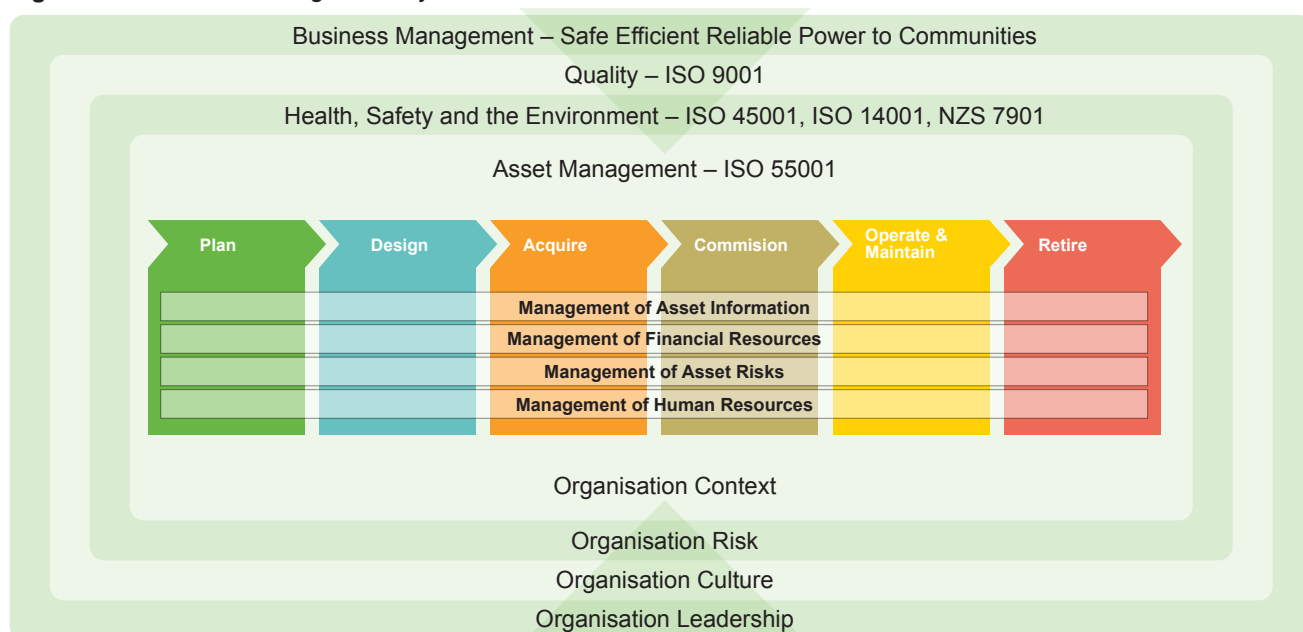 Business Management – Safe Efficient Reliable Power to Communities
Quality – ISO 9001
Health, Safety and the Environment – ISO 45001, ISO 14001, NZS 7901
Asset Management – ISO 55001
Plan
Design
Acquire
Commision
Operate &
Maintain
Retire
Management of Asset Information
Management of Financial Resources
Management of Asset Risks
Management of Human Resources
Organisation Context
Organisation Risk
Organisation Culture
Organisation Leadership